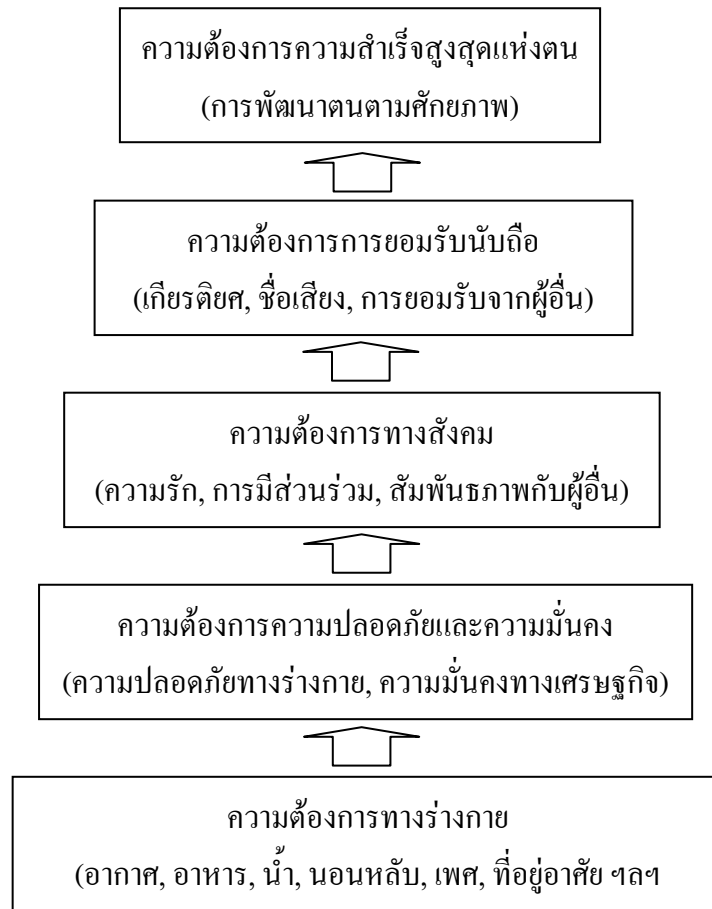 ความต้องการความสำเร็จสูงสุดแห่งตน
(การพัฒนาตนตามศักยภาพ)
ความต้องการการยอมรับนับถือ
(เกียรติยศ, ชื่อเสียง, การยอมรับจากผู้อื่น)
ความต้องการทางสังคม
(ความรัก, การมีส่วนร่วม, สัมพันธภาพกับผู้อื่น)
ความต้องการความปลอดภัยและความมั่นคง
(ความปลอดภัยทางร่างกาย, ความมั่นคงทางเศรษฐกิจ)
ความต้องการทางร่างกาย
(อากาศ, อาหาร, น้ำ, นอนหลับ, เพศ, ที่อยู่อาศัย ฯลฯ